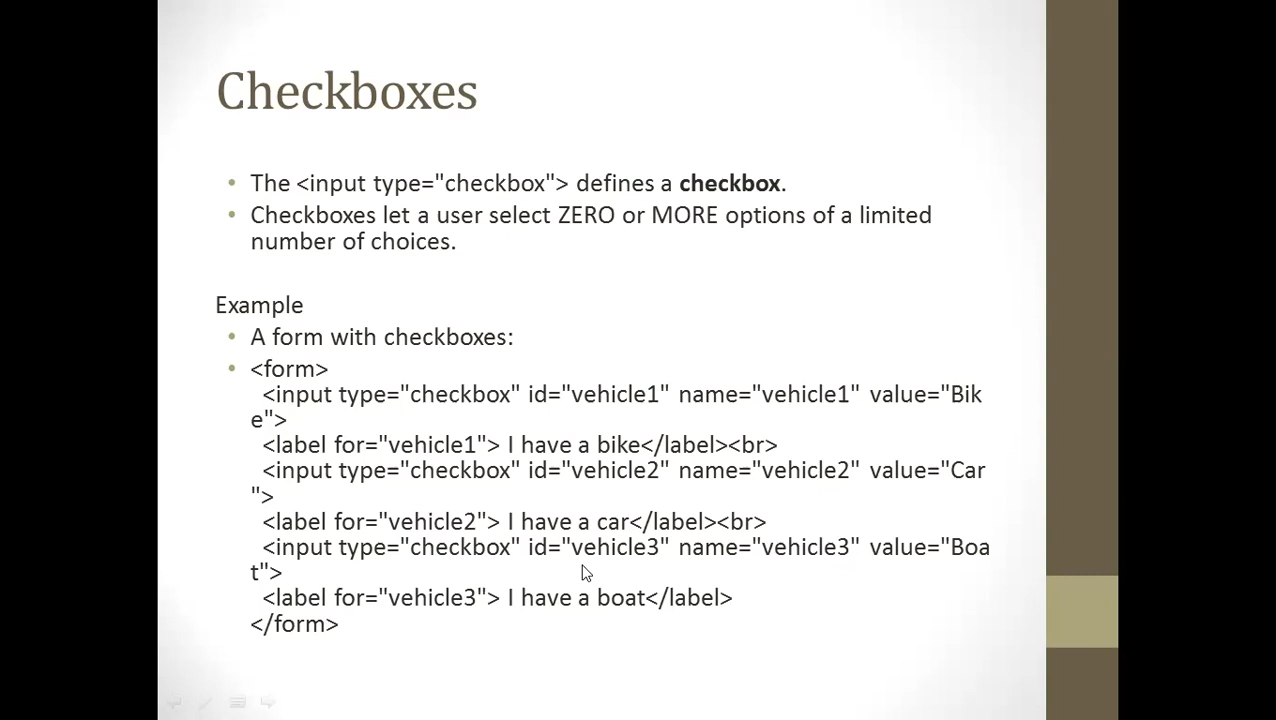 Checkboxes
• The <input type="checkbox"> defines a checkbox.
• Checkboxes let a user select ZERO or MORE options of a limited
number of choices.
Example
• A form with checkboxes:
• <form>
<input type="checkbox" id="vehicle1" name="vehicle1" value="Bik
e">
<label for="vehicle1"> I have a bike</label><br>
<input type="checkbox" id="vehicle2" name="vehicle2" value="Car
">
<label for="vehicle2"> I have a car</label><br>
<input type="checkbox" id="vehicle3" name="vehicle3" value="Boa
t">
<label for="vehicle3"> I have a boat</label>
</form>